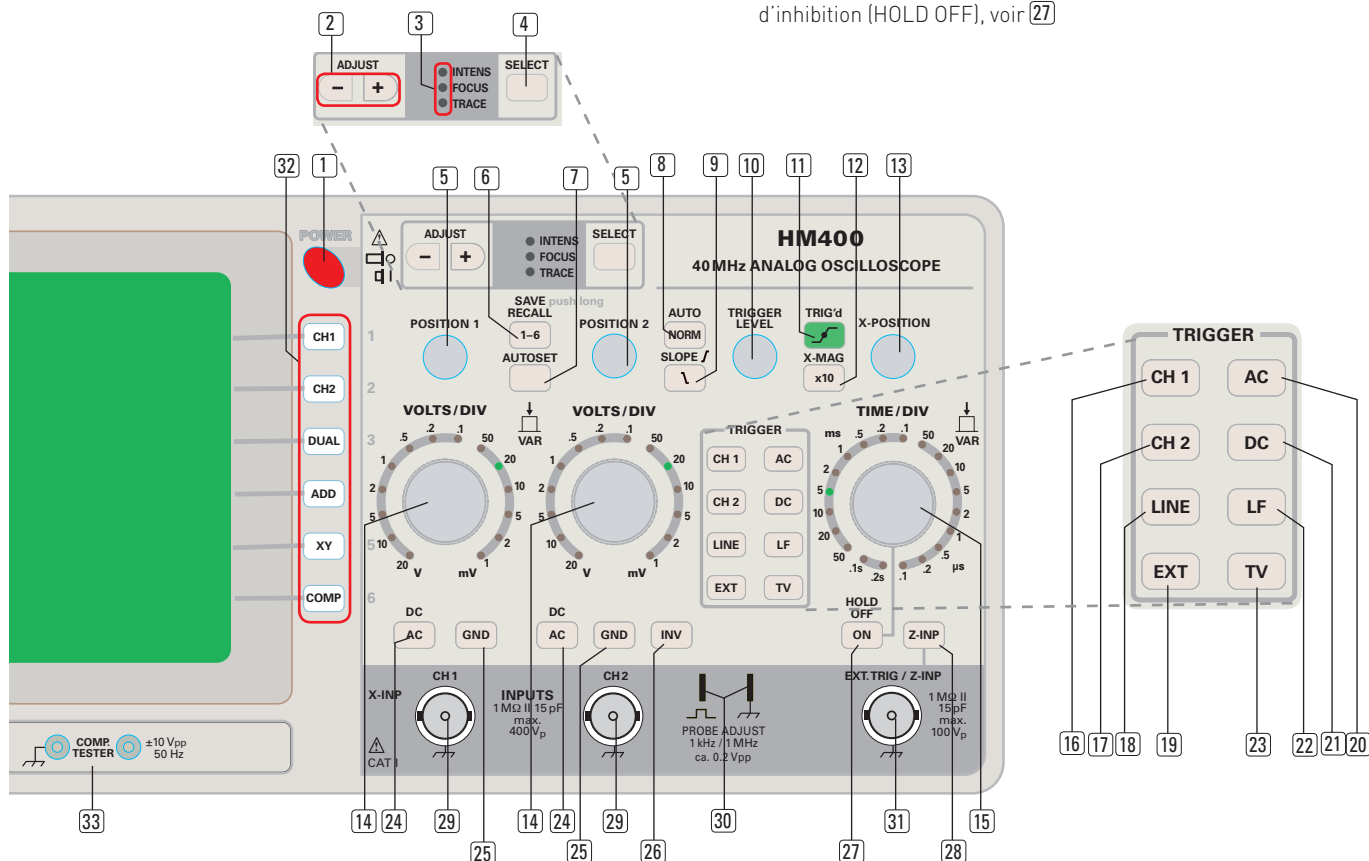 d'inhibition (HOLD OFF), voir 27
2 3 4
ADJUST SELECT
INTENS
− + FOCUS
TRACE
32 1 5 6 7 5 8 9 10 11 12 13
POWER
ADJUST SELECT
INTENS
− + FOCUS
TRACE
HM400
40 MHz ANALOG OSCILLOSCOPE
SAVE push long
RECALL
1–6
AUTOSET
POSITION 1 POSITION 2
AUTO
NORM
SLOPE
TRIGGER
LEVEL
TRIG'd
X-MAG
x10
X-POSITION
CH1 1
CH2 2
DUAL 3
ADD
XY 5
COMP 6
VOLTS/DIV
VAR
.5 .2 .1 50 20 10 5 2 1 mV
1 2 5 10 20 V
VOLTS/DIV
.5 .2 .1 50 20 10 5 2 1 mV
1 2 5 10 20 V
TRIGGER
CH 1 AC
CH 2 DC
LINE LF
EXT TV
TIME/DIV
VAR
ms 1 .5 .2 .1 50 20 10 5 2 1 .5 µs
2 5 10 20 50 .1s .2s .1 .2
TRIGGER
CH 1 AC
CH 2 DC
LINE LF
EXT TV
DC
AC GND
DC
AC GND INV
HOLD
OFF
ON Z-INP
X-INP CH 1
INPUTS
1 MΩ II 15 pF
max.
400 Vp
CH 2
PROBE ADJUST
1 kHz / 1 MHz
ca. 0.2 Vpp
EXT. TRIG / Z-INP
1 MΩ II
15 pF
max.
100 Vp
CAT I
COMP.
TESTER
±10 Vpp
50 Hz
16 17 18 19 23 22 21 20
33 14 24 29 25 14 24 29 25 26 30 27 31 28 15